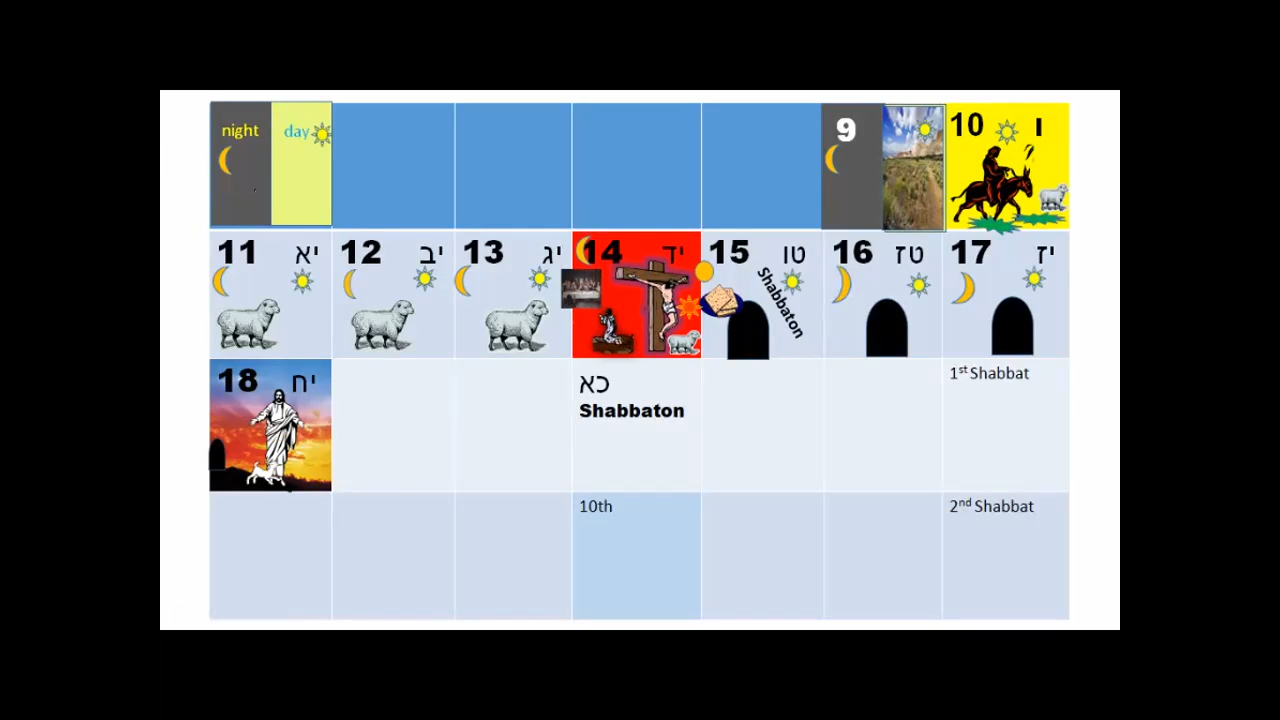 night day 9 10 ו
11 יא 12 יב 13 יג 14 יד 15 טו 16 טז 17 יז
Shabbaton
18 יח כא 1st Shabbat
Shabbaton
10th 2nd Shabbat